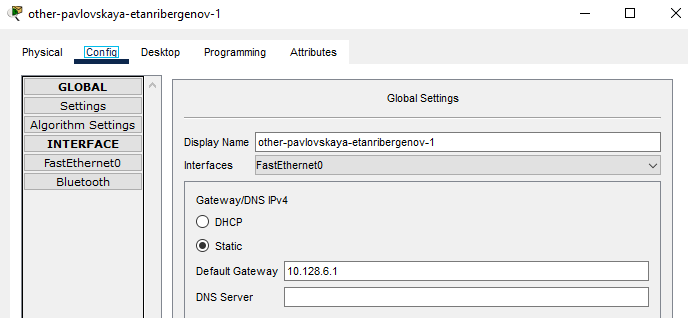 other-pavlovskaya-etanribergenov-1
Physical Config Desktop Programming Attributes
GLOBAL
Settings
Algorithm Settings
INTERFACE
FastEthernet0
Bluetooth
Global Settings
Display Name other-pavlovskaya-etanribergenov-1
Interfaces FastEthernet0
Gateway/DNS IPv4
DHCP
Static
Default Gateway 10.128.6.1
DNS Server